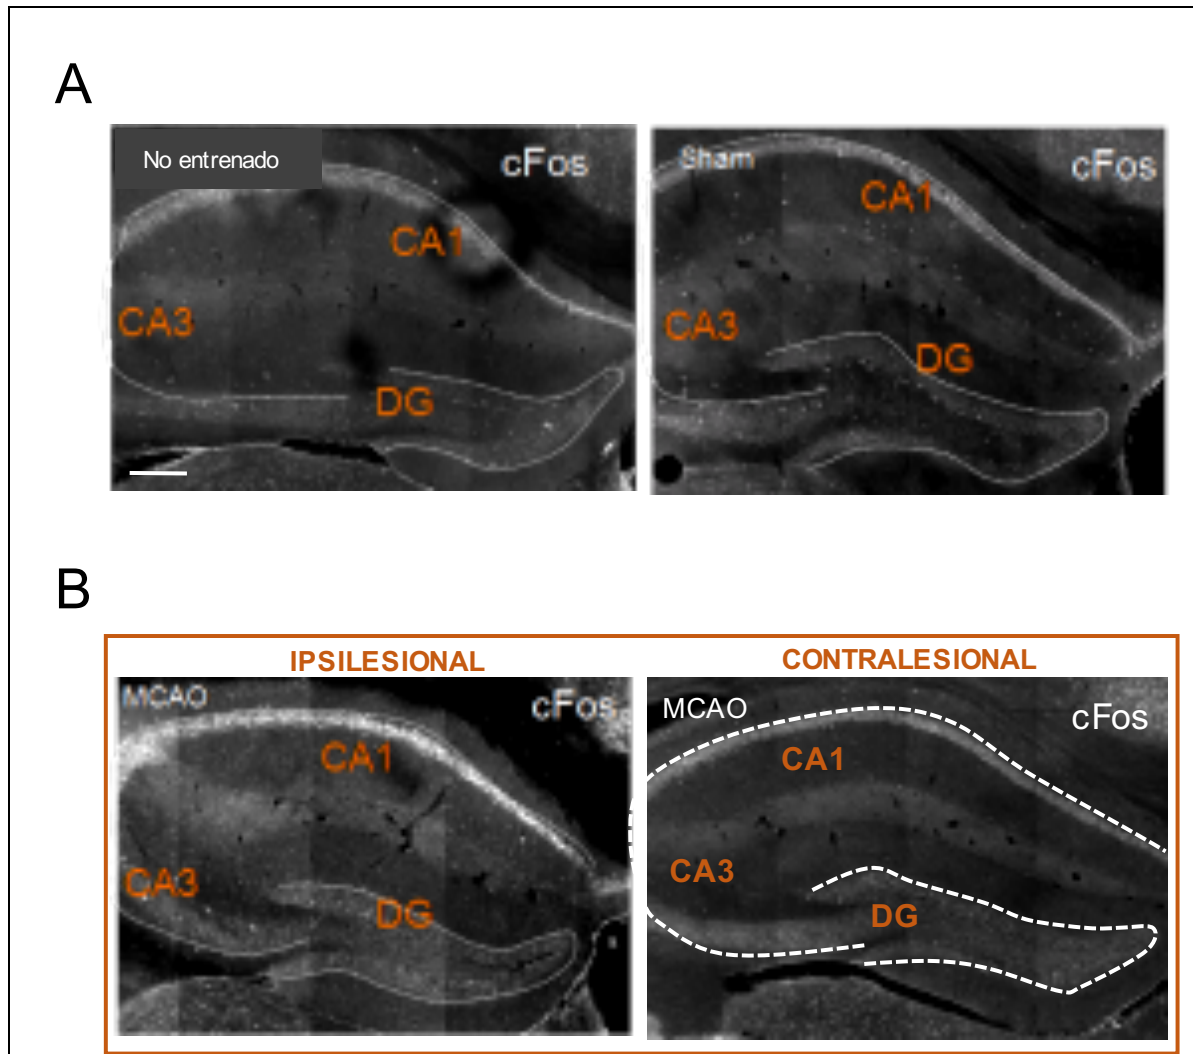 A
No entrenado
cFos
CA1
CA3
DG
Sham
cFos
CA1
CA3
DG
B
IPSILESIONAL
CONTRALESIONAL
MCAO
cFos
CA1
CA3
DG
MCAO
cFos
CA1
CA3
DG